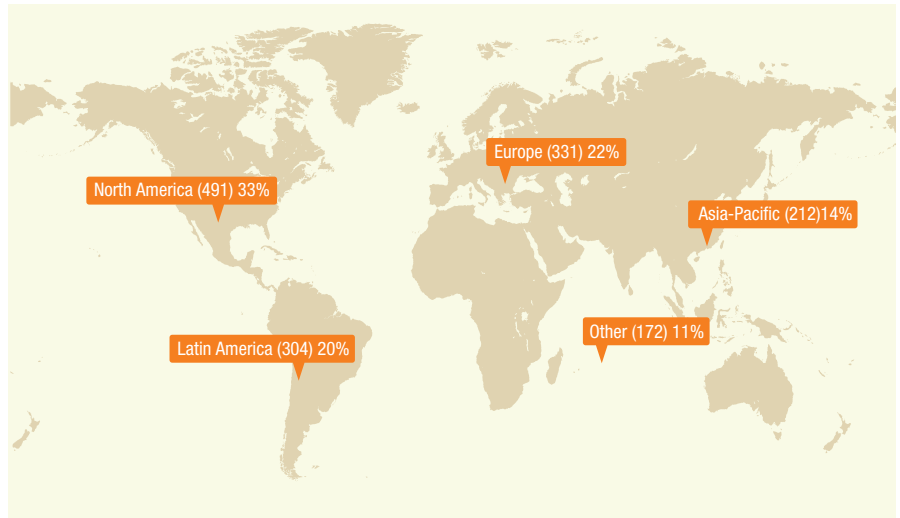 Europe (331) 22%
North America (491) 33%
Asia-Pacific (212)14%
Other (172) 11%
Latin America (304) 20%